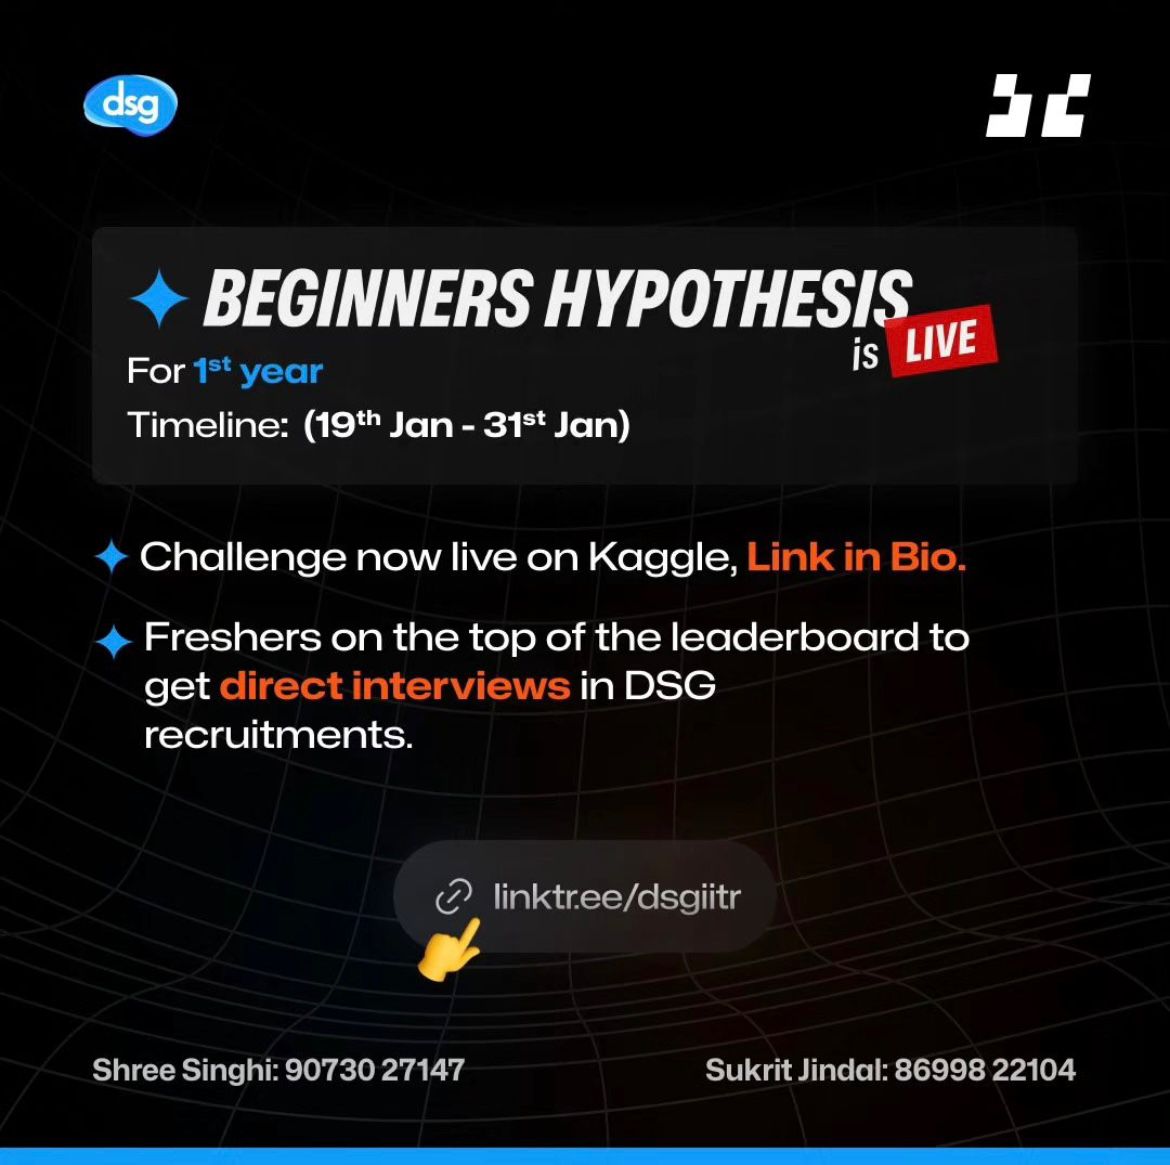 dsg
BEGINNERS HYPOTHESIS
is LIVE
For 1st year
Timeline: (19th Jan - 31st Jan)
Challenge now live on Kaggle, Link in Bio.
Freshers on the top of the leaderboard to
get direct interviews in DSG
recruitments.
linktr.ee/dsgiitr
Shree Singhi: 90730 27147
Sukrit Jindal: 86998 22104